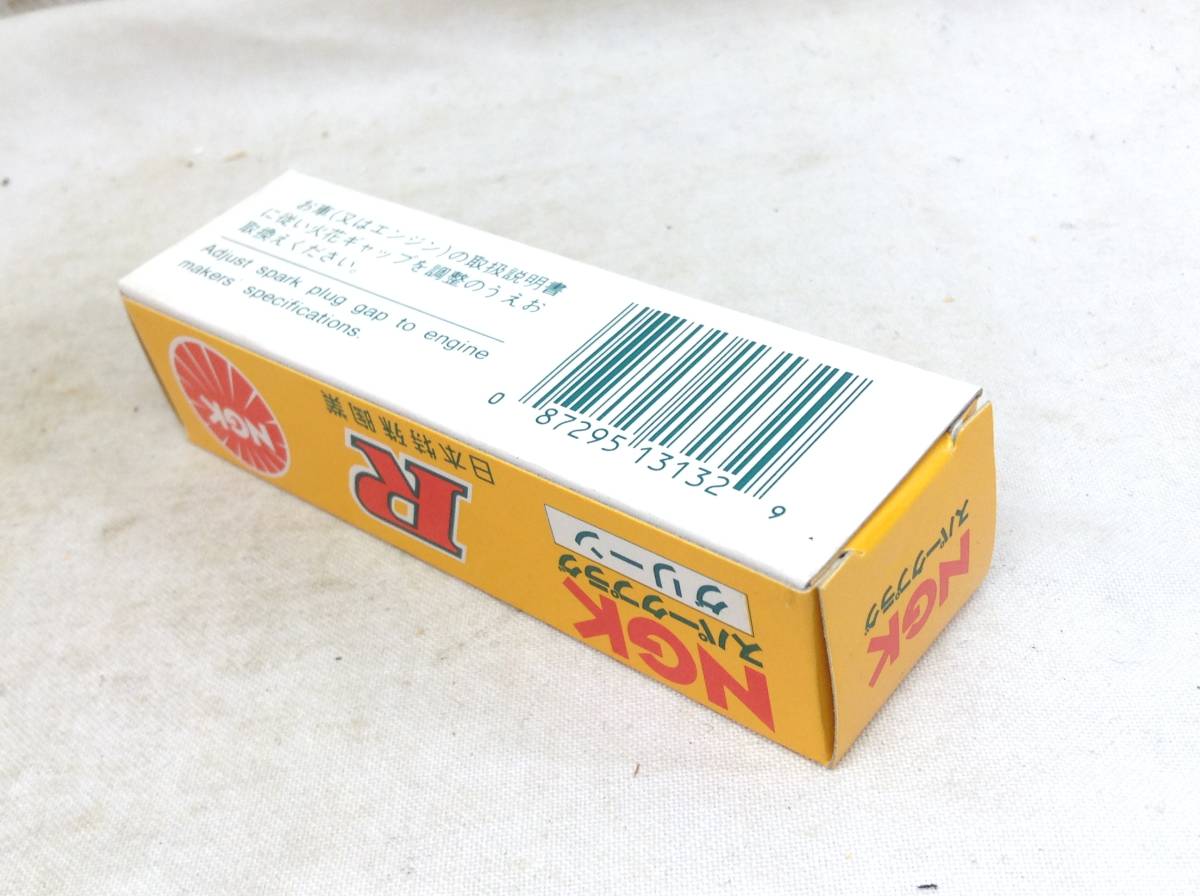 お車(又はエンジン)の取扱説明書
に従い火花ギャップを調整のうえお
取換えください。
Adjust spark plug gap to engine
makers' specifications.
0 87295 13132 9
NGK
日本特殊陶業
R
グリーン
スパークプラグ
NGK
スパークプラグ
NGK